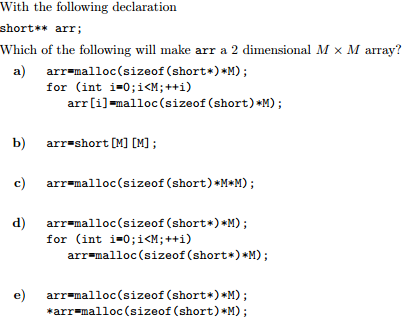 With the following declaration
short** arr;
Which of the following will make arr a 2 dimensional M × M array?
a) arr=malloc(sizeof(short*)*M);
for (int i=0;i<M;++i)
arr[i]=malloc(sizeof(short)*M);
b) arr=short[M][M];
c) arr=malloc(sizeof(short)*M*M);
d) arr=malloc(sizeof(short*)*M);
for (int i=0;i<M;++i)
arr=malloc(sizeof(short*)*M);
e) arr=malloc(sizeof(short*)*M);
*arr=malloc(sizeof(short)*M);